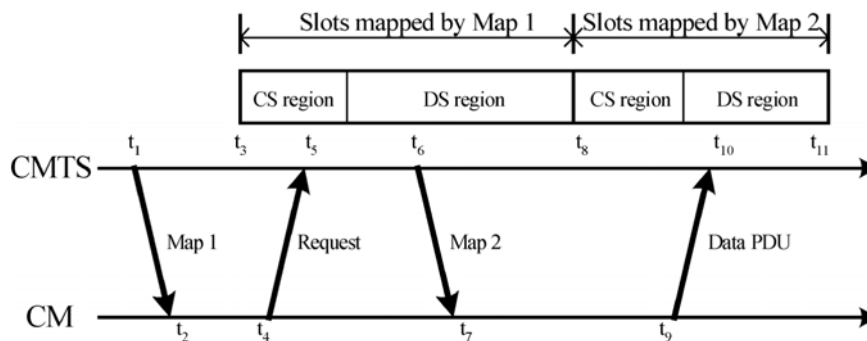 Slots mapped by Map 1 Slots mapped by Map 2
CS region DS region CS region DS region
t1 t3 t5 t6 t8 t10 t11
CMTS
Map 1 Request Map 2 Data PDU
CM
t2 t4 t7 t9